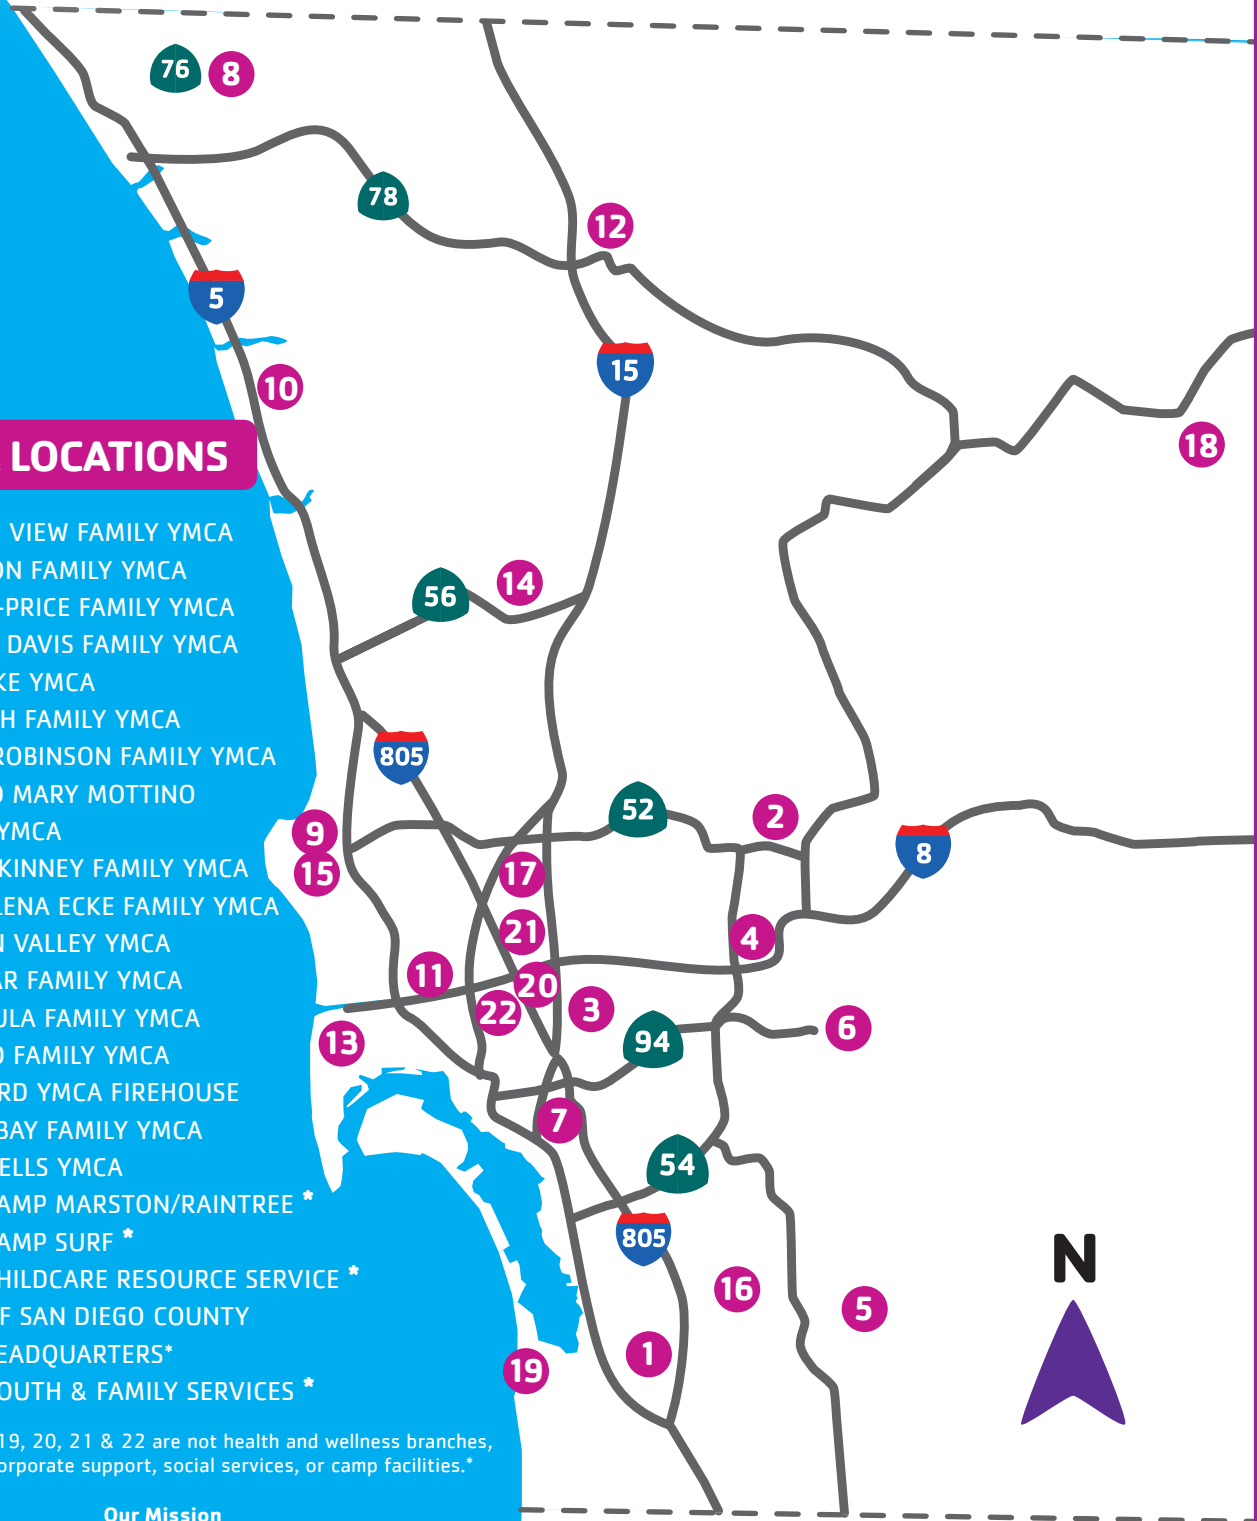 76
8
78
12
5
15
10
LOCATIONS
18
VIEW FAMILY YMCA
ON FAMILY YMCA
56
14
-PRICE FAMILY YMCA
DAVIS FAMILY YMCA
KE YMCA
H FAMILY YMCA
ROBINSON FAMILY YMCA
805
O MARY MOTTINO
52
2
YMCA
9
8
KINNEY FAMILY YMCA
15
17
LENA ECKE FAMILY YMCA
N VALLEY YMCA
21
4
AR FAMILY YMCA
11
20
ULA FAMILY YMCA
22
3
6
O FAMILY YMCA
13
94
RD YMCA FIREHOUSE
BAY FAMILY YMCA
7
ELLS YMCA
54
AMP MARSTON/RAINTREE *
AMP SURF *
805
N
HILDCARE RESOURCE SERVICE *
16
F SAN DIEGO COUNTY
5
EADQUARTERS*
1
OUTH & FAMILY SERVICES *
19
19, 20, 21 & 22 are not health and wellness branches,
orporate support, social services, or camp facilities.*
Our Mission